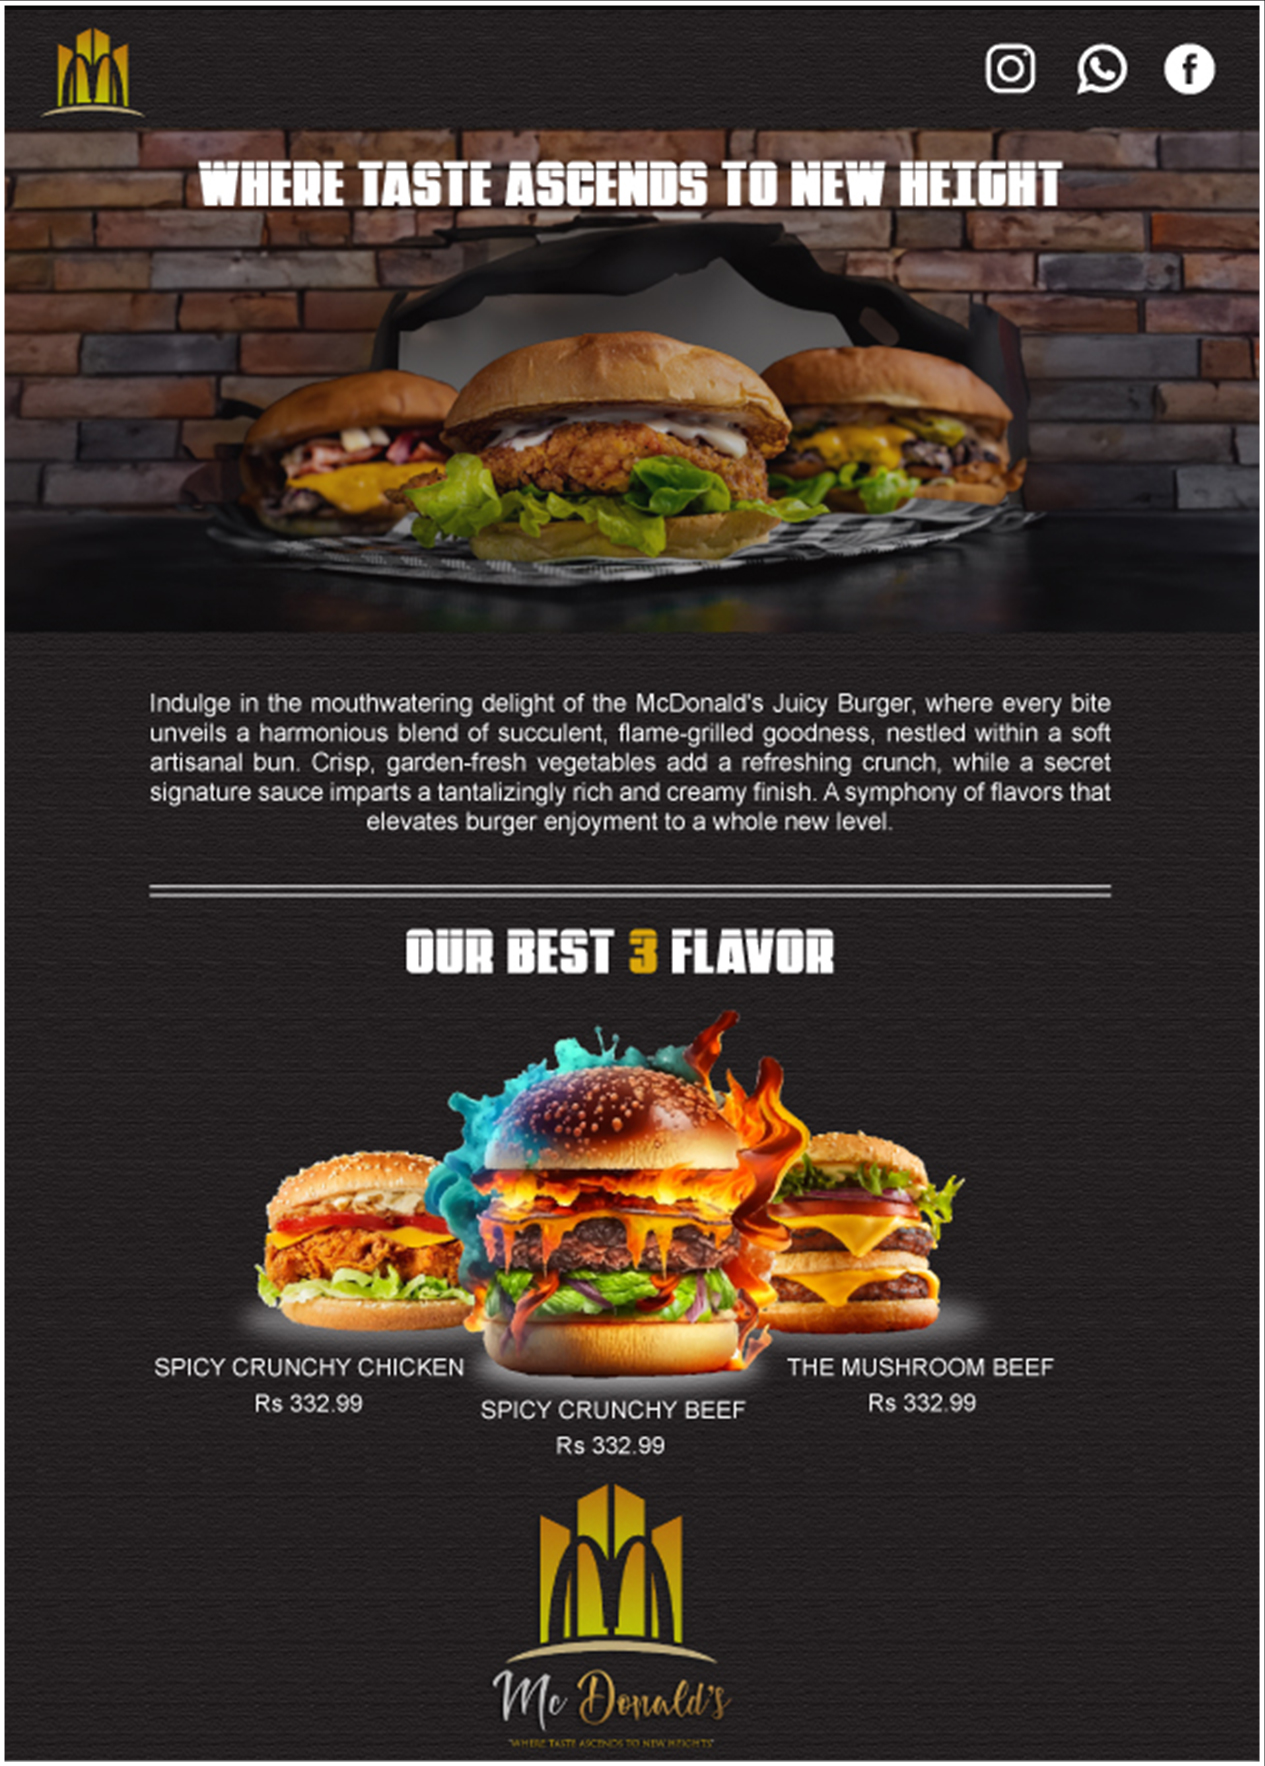 WHERE TASTE ASCENDS TO NEW HEIGHT
Indulge in the mouthwatering delight of the McDonald's Juicy Burger, where every bite
unveils a harmonious blend of succulent, flame-grilled goodness, nestled within a soft
artisanal bun. Crisp, garden-fresh vegetables add a refreshing crunch, while a secret
signature sauce imparts a tantalizingly rich and creamy finish. A symphony of flavors that
elevates burger enjoyment to a whole new level.
OUR BEST 3 FLAVOR
SPICY CRUNCHY CHICKEN
Rs 332.99
SPICY CRUNCHY BEEF
Rs 332.99
THE MUSHROOM BEEF
Rs 332.99
Mc Donald's
"WHERE TASTE ASCENDS TO NEW HEIGHTS"